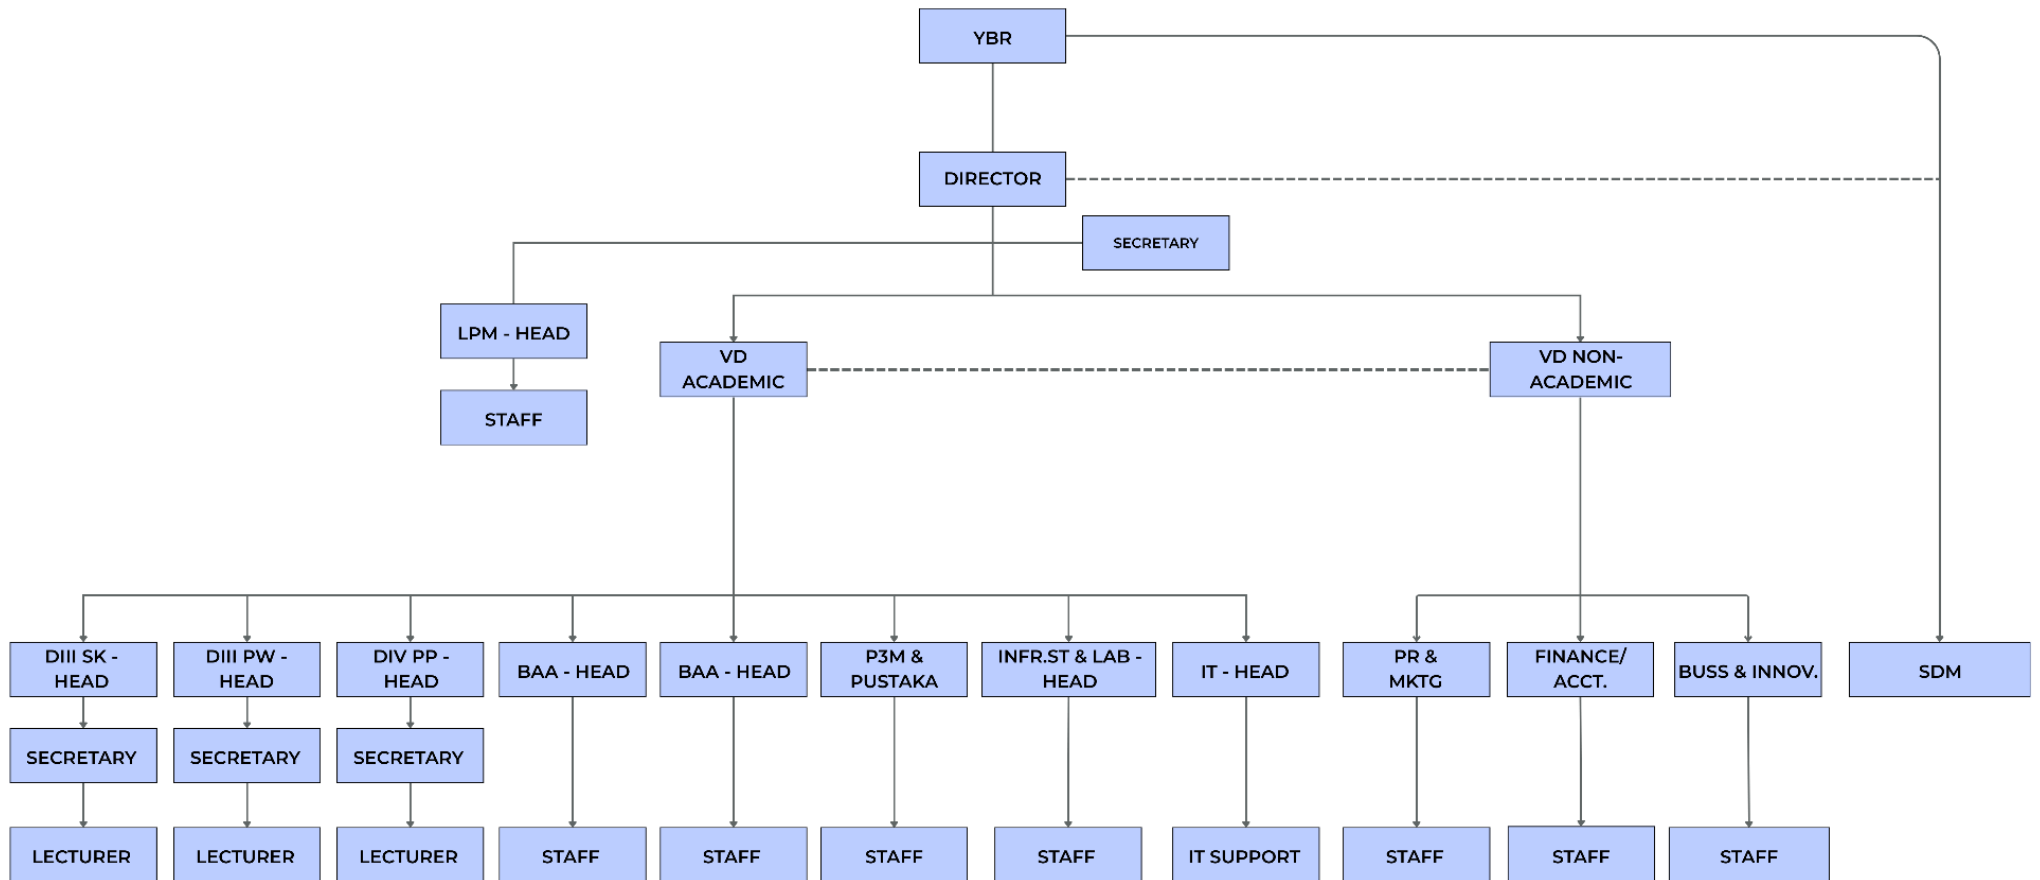 YBR
DIRECTOR
SECRETARY
LPM - HEAD
STAFF
VD
ACADEMIC
VD NON-
ACADEMIC
DIII SK -
HEAD
DIII PW -
HEAD
DIV PP -
HEAD
BAA - HEAD
BAA - HEAD
P3M &
PUSTAKA
INFR.ST & LAB -
HEAD
IT - HEAD
PR &
MKTG
FINANCE/
ACCT.
BUSS & INNOV.
SDM
SECRETARY
SECRETARY
SECRETARY
LECTURER
LECTURER
LECTURER
STAFF
STAFF
STAFF
STAFF
IT SUPPORT
STAFF
STAFF
STAFF